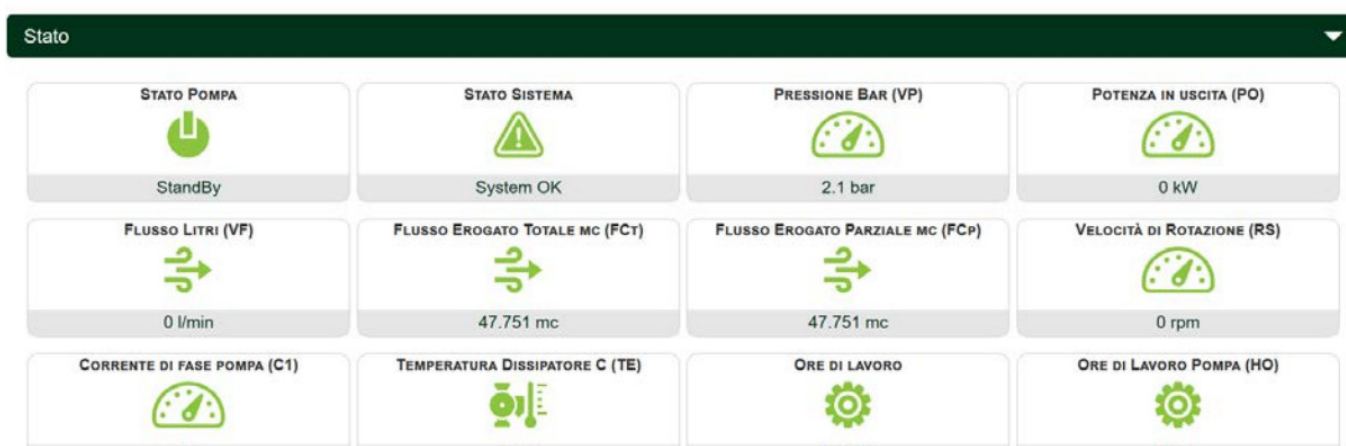 Stato
STATO POMPA
StandBy
STATO SISTEMA
System OK
PRESSIONE BAR (VP)
2.1 bar
POTENZA IN USCITA (PO)
0 kW
FLUSSO LITRI (VF)
0 l/min
FLUSSO EROGATO TOTALE MC (FCT)
47.751 mc
FLUSSO EROGATO PARZIALE MC (FCP)
47.751 mc
VELOCITÀ DI ROTAZIONE (RS)
0 rpm
CORRENTE DI FASE POMPA (C1)
TEMPERATURA DISSIPATORE C (TE)
ORE DI LAVORO
ORE DI LAVORO POMPA (HO)